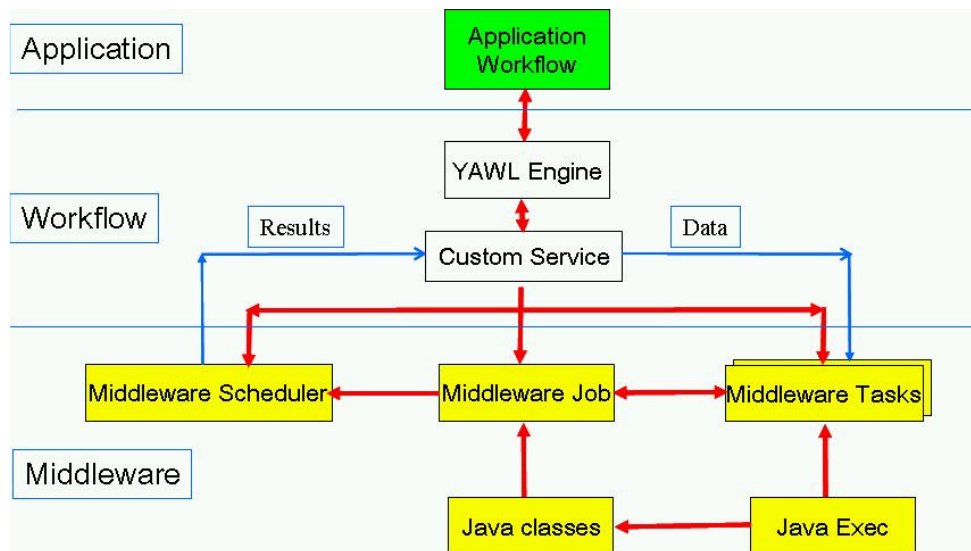 Application
Application
Workflow
YAWL Engine
Workflow
Results
Data
Custom Service
Middleware Scheduler
Middleware Job
Middleware Tasks
Middleware
Java classes
Java Exec